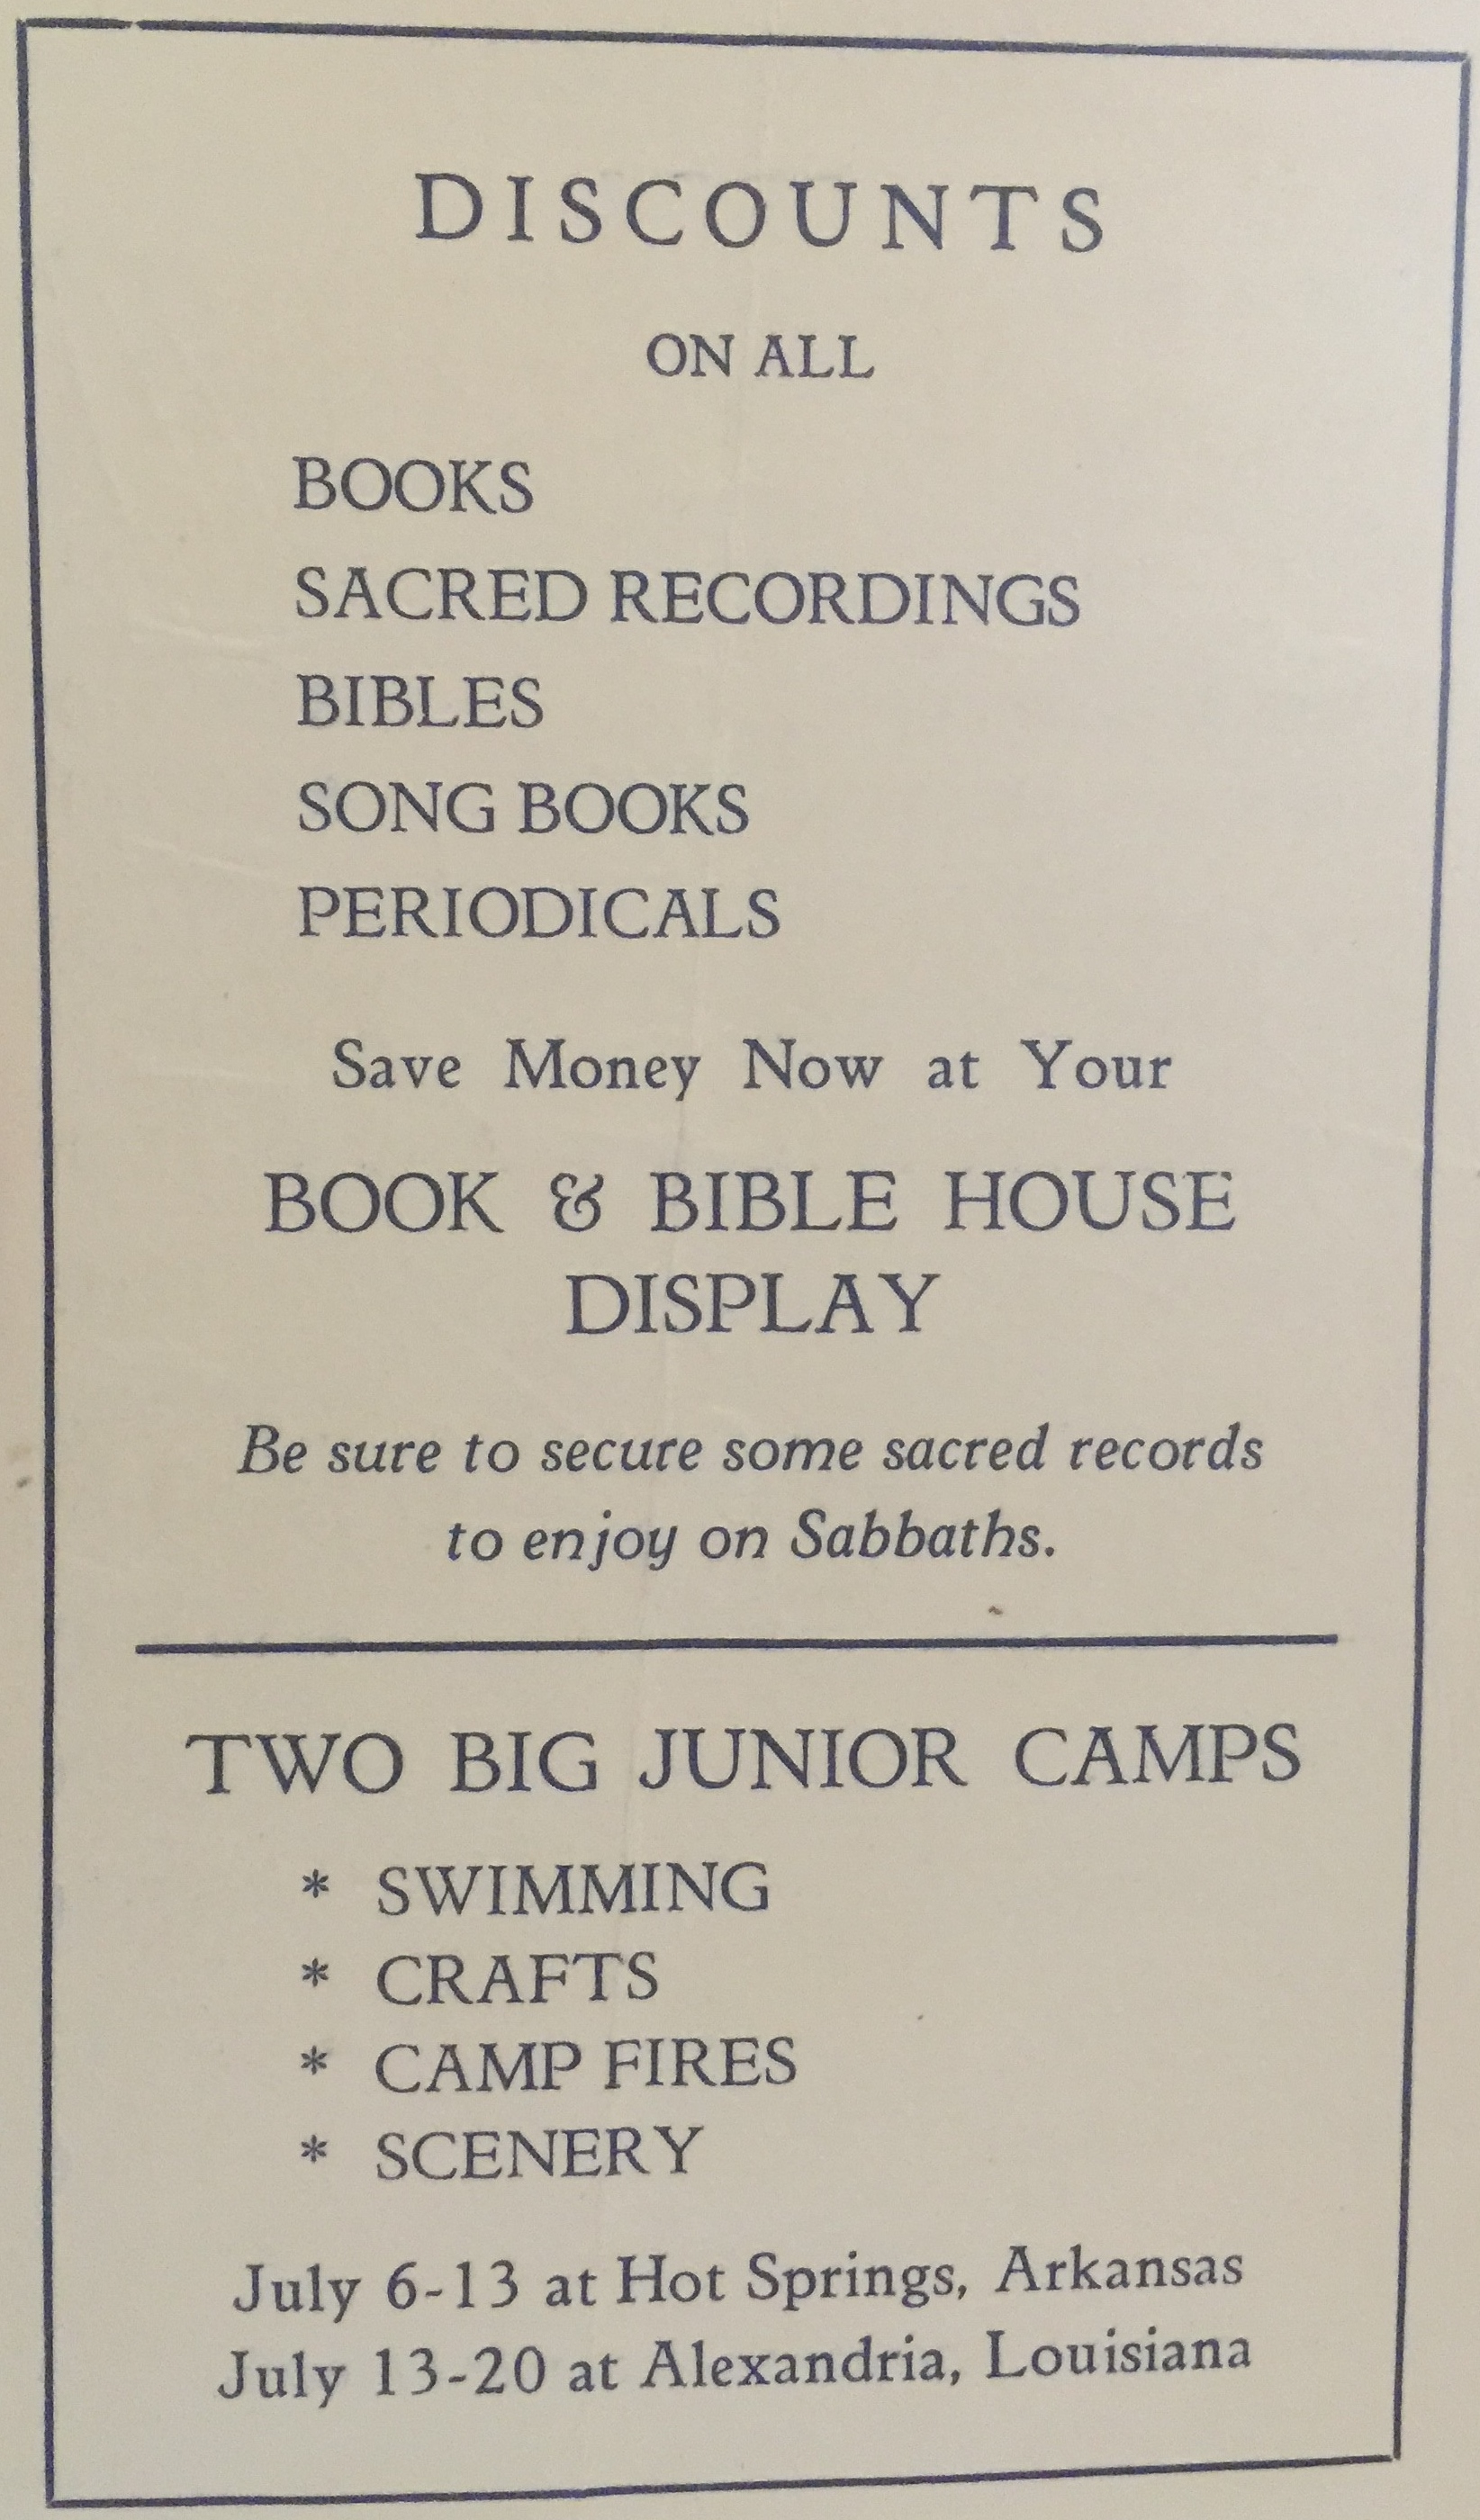 DISCOUNTS
ON ALL
BOOKS
SACRED RECORDINGS
BIBLES
SONG BOOKS
PERIODICALS
Save Money Now at Your
BOOK & BIBLE HOUSE
DISPLAY
Be sure to secure some sacred records
to enjoy on Sabbaths.
TWO BIG JUNIOR CAMPS
* SWIMMING
* CRAFTS
* CAMP FIRES
* SCENERY
July 6-13 at Hot Springs, Arkansas
July 13-20 at Alexandria, Louisiana